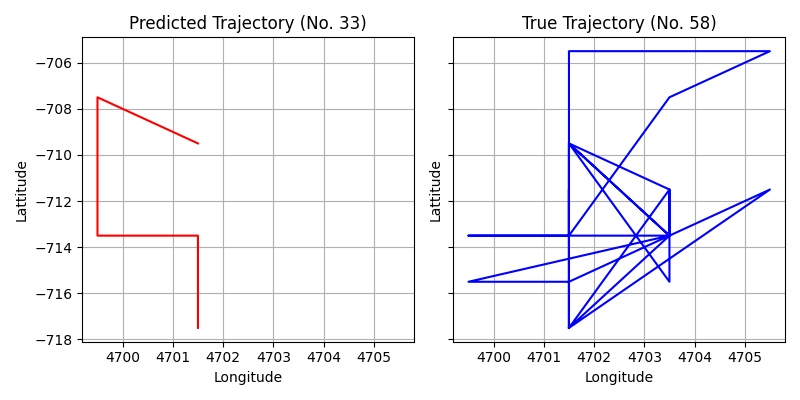 Predicted Trajectory (No. 33)
True Trajectory (No. 58)
−706
−708
−710
−712
−714
−716
−718
Lattitude
Lattitude
4700 4701 4702 4703 4704 4705
4700 4701 4702 4703 4704 4705
Longitude
Longitude